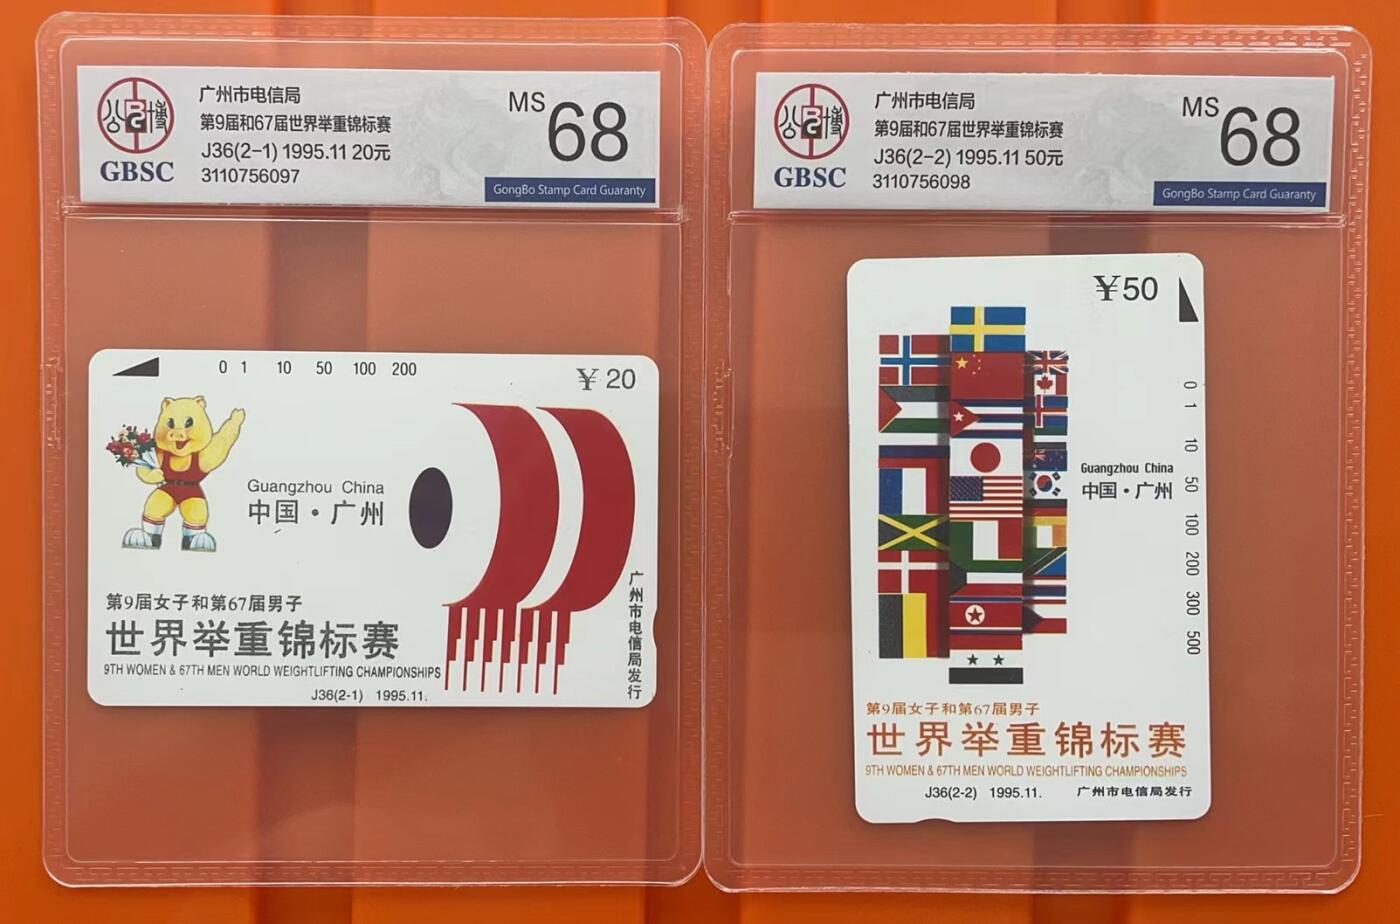 公博
GBSC
广州市电信局
第9届和67届世界举重锦标赛
J36(2-1) 1995.11 20元
3110756097
MS 68
GongBo Stamp Card Guaranty
0 1 10 50 100 200
¥ 20
Guangzhou China
中国·广州
第9届女子和第67届男子
世界举重锦标赛
9TH WOMEN & 67TH MEN WORLD WEIGHTLIFTING CHAMPIONSHIPS
J36(2-1) 1995.11.
广州市电信局发行
公博
GBSC
广州市电信局
第9届和67届世界举重锦标赛
J36(2-2) 1995.11 50元
3110756098
MS 68
GongBo Stamp Card Guaranty
¥50
0 1 10 50 100 200 300 500
Guangzhou China
中国·广州
第9届女子和第67届男子
世界举重锦标赛
9TH WOMEN & 67TH MEN WORLD WEIGHTLIFTING CHAMPIONSHIPS
J36(2-2) 1995.11.
广州市电信局发行